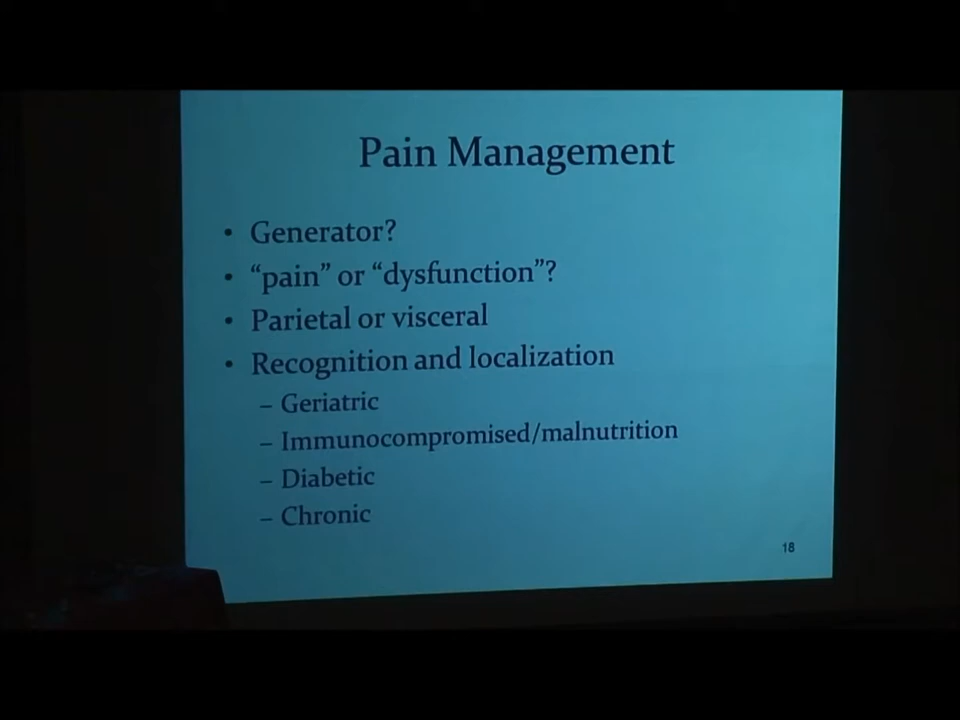 Pain Management
• Generator?
• “pain” or “dysfunction”?
• Parietal or visceral
• Recognition and localization
– Geriatric
– Immunocompromised/malnutrition
– Diabetic
– Chronic
18